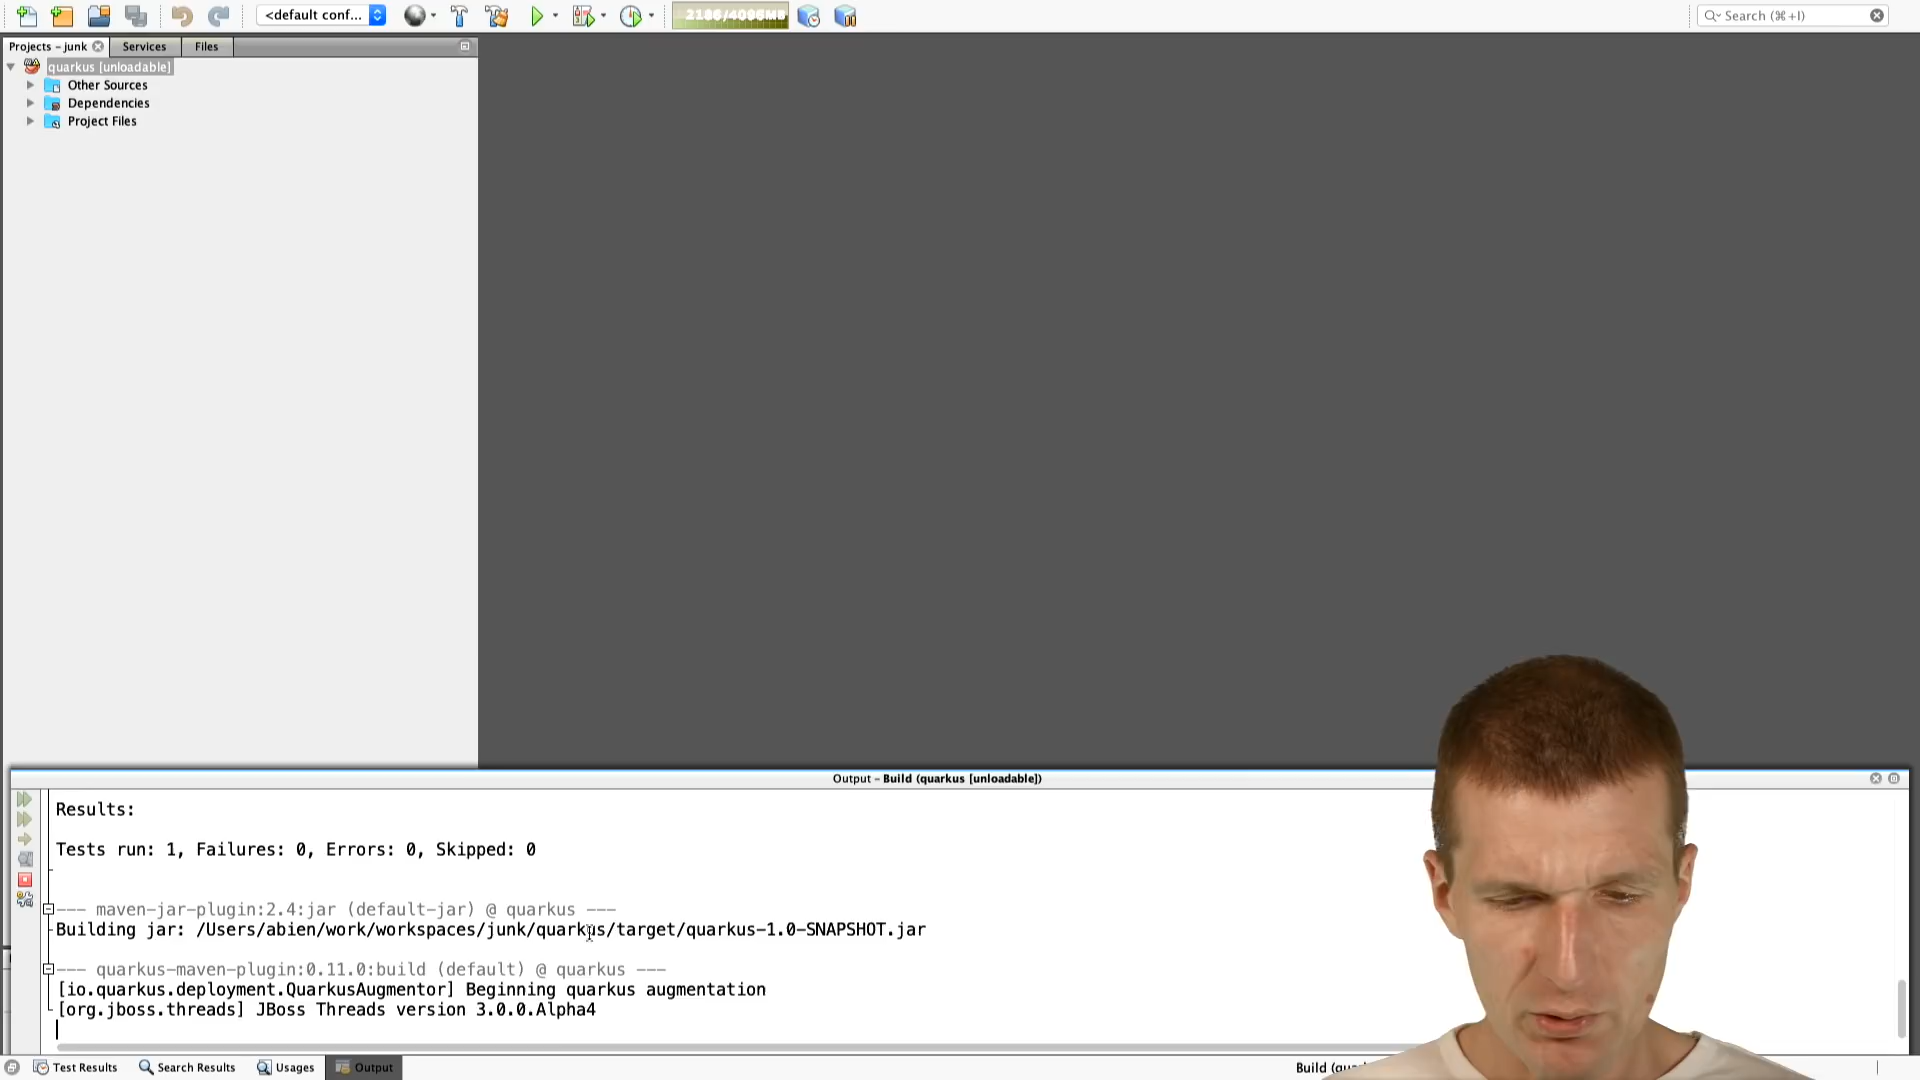 <default conf...
2186/4096MB
Search (⌘+I)
Projects – junk
Services
Files
quarkus [unloadable]
Other Sources
Dependencies
Project Files
Output – Build (quarkus [unloadable])
Results:
Tests run: 1, Failures: 0, Errors: 0, Skipped: 0
--- maven-jar-plugin:2.4:jar (default-jar) @ quarkus ---
Building jar: /Users/abien/work/workspaces/junk/quarkus/target/quarkus-1.0-SNAPSHOT.jar
--- quarkus-maven-plugin:0.11.0:build (default) @ quarkus ---
[io.quarkus.deployment.QuarkusAugmentor] Beginning quarkus augmentation
[org.jboss.threads] JBoss Threads version 3.0.0.Alpha4
Test Results
Search Results
Usages
Output
Build (qua